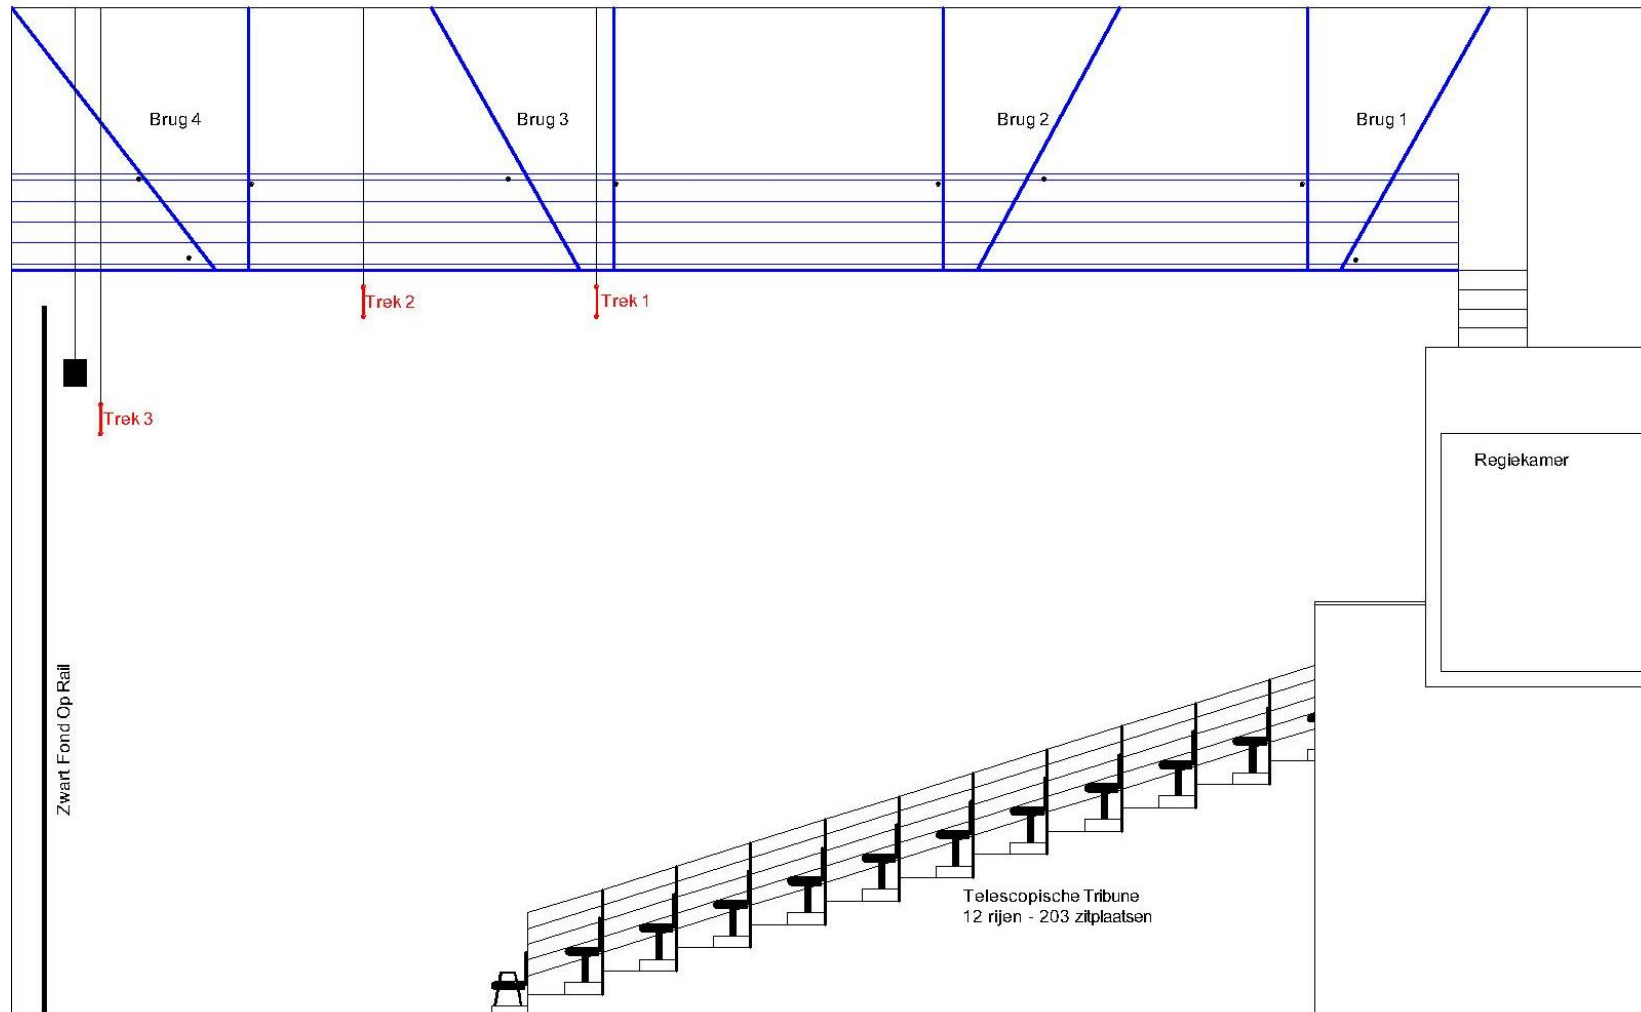 Brug 4
Brug 3
Brug 2
Brug 1
Trek 2
Trek 1
Trek 3
Regiekamer
Zwart Fond Op Rail
Telescopische Tribune
12 rijen - 203 zitplaatsen